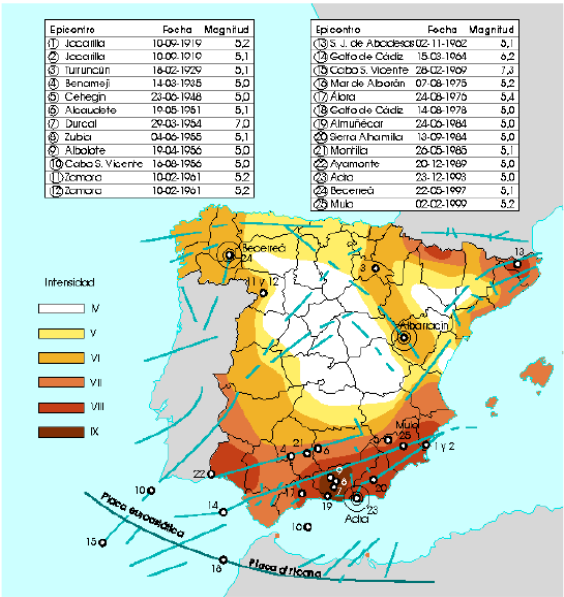 Epicentro Fecha Magnitud
1 Jacarilla 10-09-1919 5,2
2 Jacarilla 10-09-1919 5,1
3 Turruncún 18-02-1929 5,1
4 Benamejí 14-03-1935 5,0
5 Cehegín 23-06-1948 5,0
6 Alcaudete 19-05-1951 5,1
7 Durcal 29-03-1954 7,0
8 Zubia 04-06-1955 5,1
9 Albolote 19-04-1956 5,0
10 Cabo S. Vicente 16-08-1956 5,0
11 Zamora 10-02-1961 5,2
12 Zamora 10-02-1961 5,2
Epicentro Fecha Magnitud
13 S. J. de Abadesas 02-11-1962 5,1
14 Golfo de Cádiz 15-03-1964 6,2
15 Cabo S. Vicente 28-02-1969 7,3
16 Mar de Alborán 07-08-1975 5,2
17 Álora 24-08-1976 5,4
18 Golfo de Cádiz 14-08-1978 5,0
19 Almuñécar 24-06-1984 5,0
20 Serra Alhamilla 13-09-1984 5,0
21 Montilla 26-05-1985 5,1
22 Ayamonte 20-12-1989 5,0
23 Adra 23-12-1993 5,0
24 Becerreá 22-05-1997 5,1
25 Mula 02-02-1999 5,2
Becerreá
24
13
3
11 y 12
Intensidad
IV
V
VI
VII
VIII
IX
Albarracín
Mula
5
25
1 y 2
21
4
6
9
8
7
22
20
10
17
19
23
Adra
14
16
15
18
Placa euroasiática
Placa africana